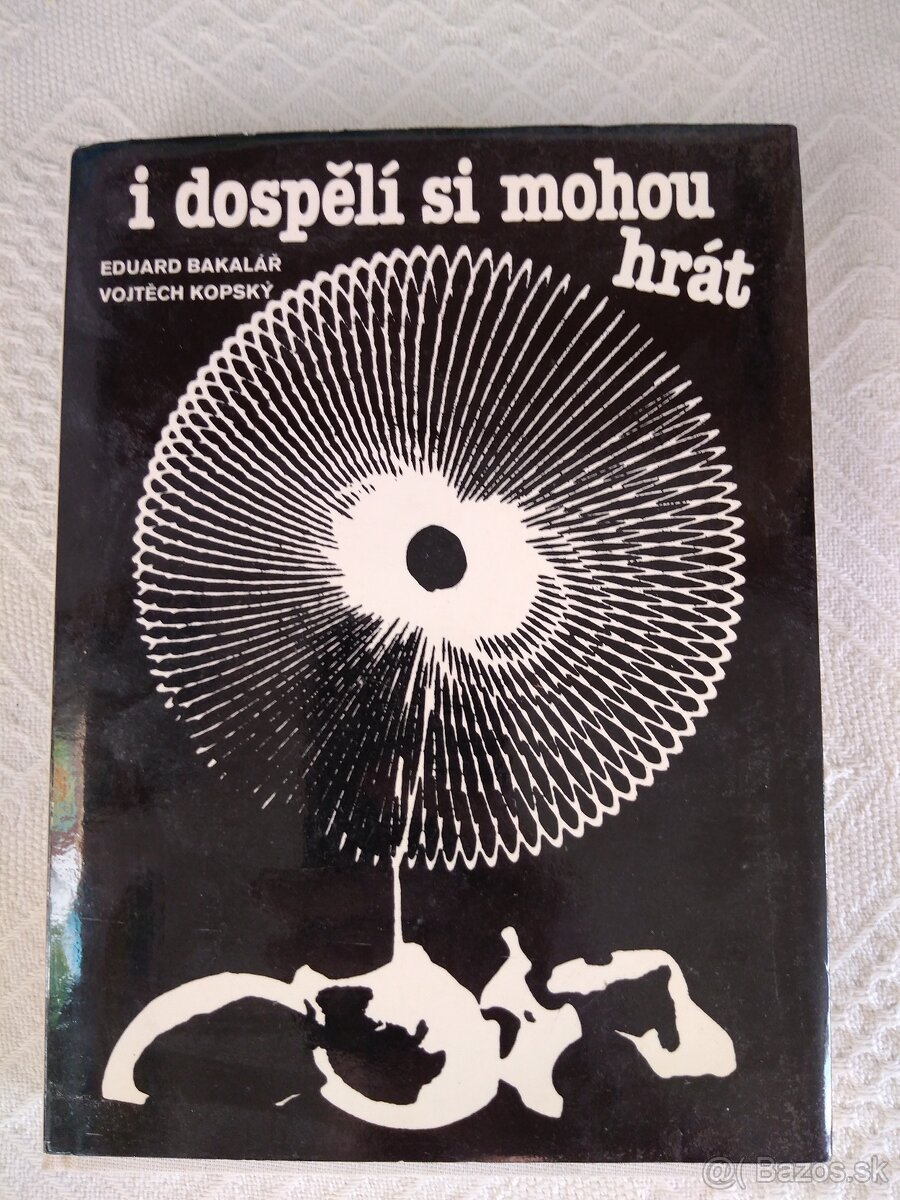 i dospělí si mohou
hrát
EDUARD BAKALÁŘ
VOJTĚCH KOPSKÝ
@( Bazos.sk